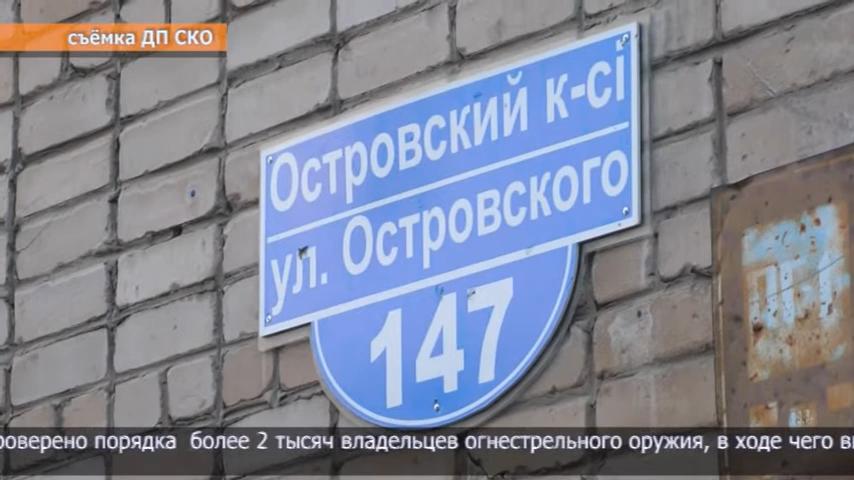 съёмка ДП СКО
Островский к-сі
ул. Островского
147
роверено порядка более 2 тысяч владельцев огнестрельного оружия, в ходе чего